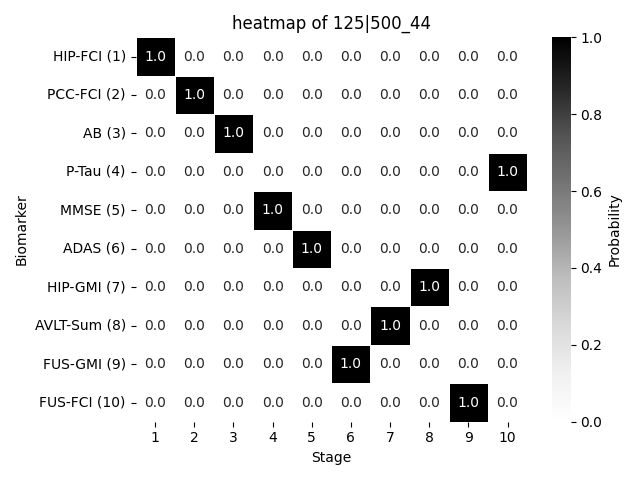 heatmap of 125|500_44
HIP-FCI (1) 1.0 0.0 0.0 0.0 0.0 0.0 0.0 0.0 0.0 0.0
PCC-FCI (2) 0.0 1.0 0.0 0.0 0.0 0.0 0.0 0.0 0.0 0.0
AB (3) 0.0 0.0 1.0 0.0 0.0 0.0 0.0 0.0 0.0 0.0
P-Tau (4) 0.0 0.0 0.0 0.0 0.0 0.0 0.0 0.0 0.0 1.0
MMSE (5) 0.0 0.0 0.0 1.0 0.0 0.0 0.0 0.0 0.0 0.0
ADAS (6) 0.0 0.0 0.0 0.0 1.0 0.0 0.0 0.0 0.0 0.0
HIP-GMI (7) 0.0 0.0 0.0 0.0 0.0 0.0 0.0 1.0 0.0 0.0
AVLT-Sum (8) 0.0 0.0 0.0 0.0 0.0 0.0 1.0 0.0 0.0 0.0
FUS-GMI (9) 0.0 0.0 0.0 0.0 0.0 1.0 0.0 0.0 0.0 0.0
FUS-FCI (10) 0.0 0.0 0.0 0.0 0.0 0.0 0.0 0.0 1.0 0.0
1 2 3 4 5 6 7 8 9 10
Stage
Biomarker
1.0
0.8
0.6
0.4
0.2
0.0
Probability